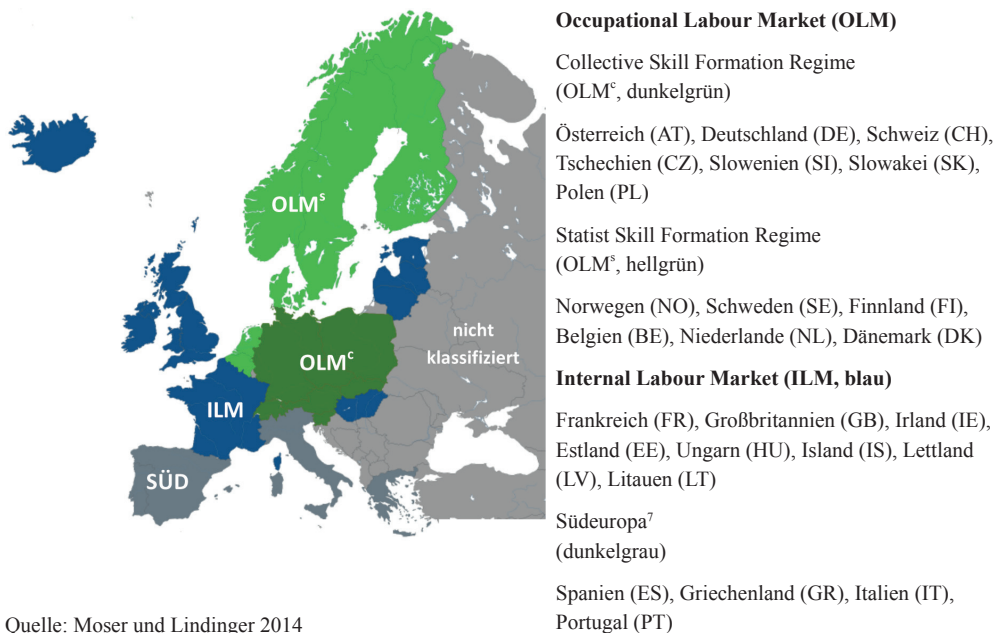 OLMˢ
OLMᶜ
nicht
klassifiziert
ILM
SÜD
Quelle: Moser und Lindinger 2014
Occupational Labour Market (OLM)
Collective Skill Formation Regime
(OLMᶜ, dunkelgrün)
Österreich (AT), Deutschland (DE), Schweiz (CH),
Tschechien (CZ), Slowenien (SI), Slowakei (SK),
Polen (PL)
Statist Skill Formation Regime
(OLMˢ, hellgrün)
Norwegen (NO), Schweden (SE), Finnland (FI),
Belgien (BE), Niederlande (NL), Dänemark (DK)
Internal Labour Market (ILM, blau)
Frankreich (FR), Großbritannien (GB), Irland (IE),
Estland (EE), Ungarn (HU), Island (IS), Lettland
(LV), Litauen (LT)
Südeuropa⁷
(dunkelgrau)
Spanien (ES), Griechenland (GR), Italien (IT),
Portugal (PT)